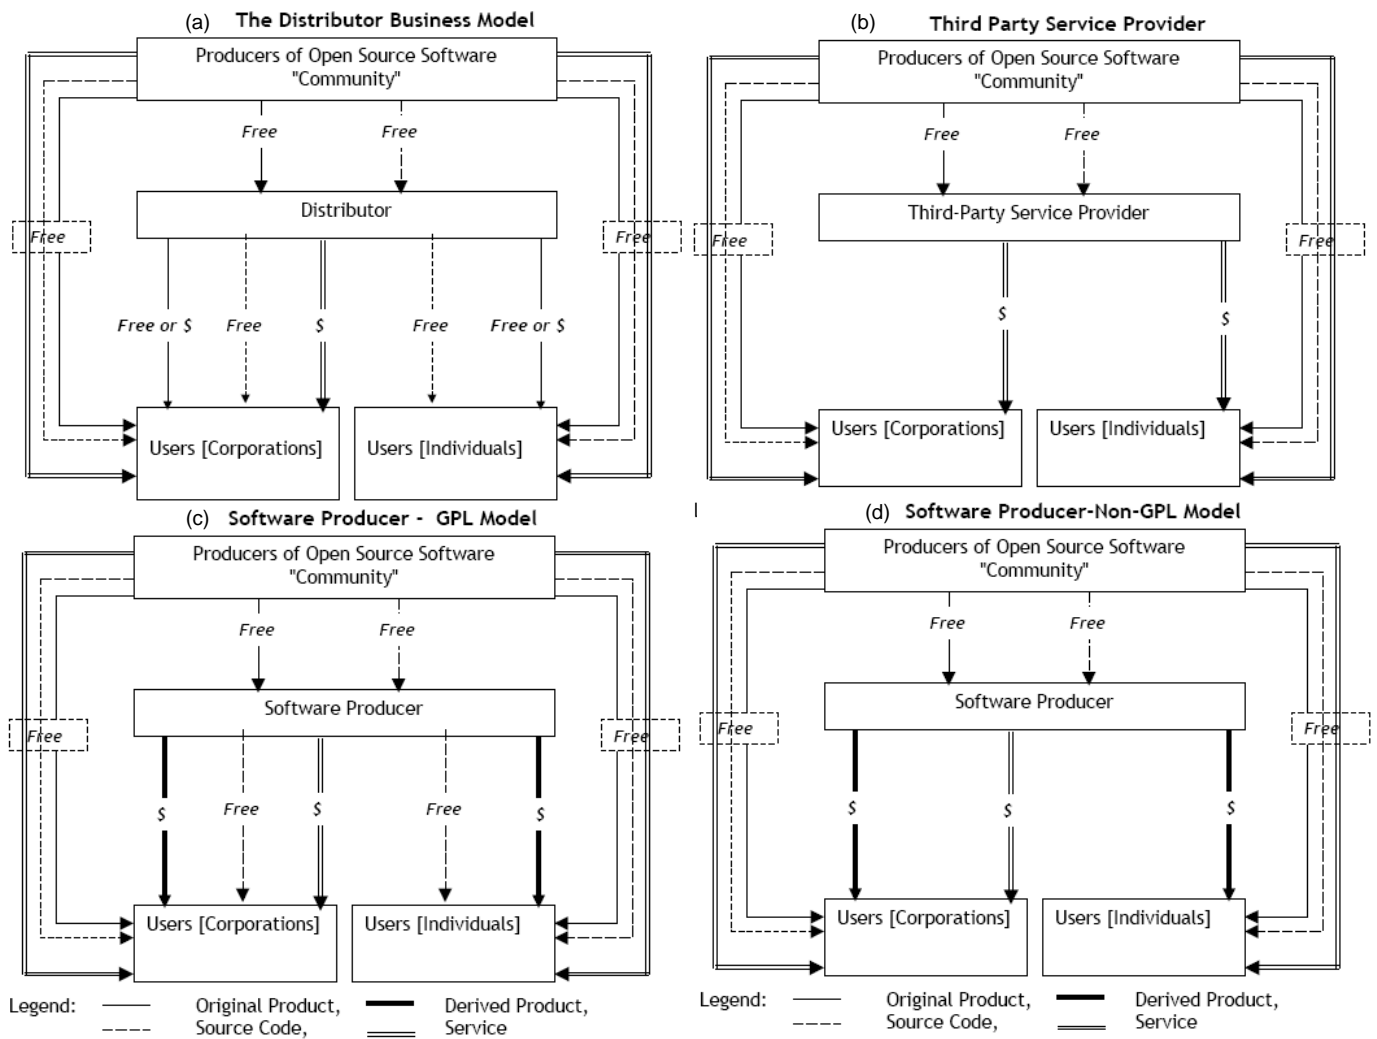 (a) The Distributor Business Model
Producers of Open Source Software
"Community"
Free
Free
Distributor
Free
Free
Free or $
Free
$
Free
Free or $
Users [Corporations]
Users [Individuals]
(b) Third Party Service Provider
Producers of Open Source Software
"Community"
Free
Free
Third-Party Service Provider
Free
Free
$
$
Users [Corporations]
Users [Individuals]
(c) Software Producer - GPL Model
Producers of Open Source Software
"Community"
Free
Free
Software Producer
Free
Free
$
Free
$
Free
$
Users [Corporations]
Users [Individuals]
Legend:
Original Product,
Derived Product,
Source Code,
Service
(d) Software Producer-Non-GPL Model
Producers of Open Source Software
"Community"
Free
Free
Software Producer
Free
Free
$
$
$
Users [Corporations]
Users [Individuals]
Legend:
Original Product,
Derived Product,
Source Code,
Service